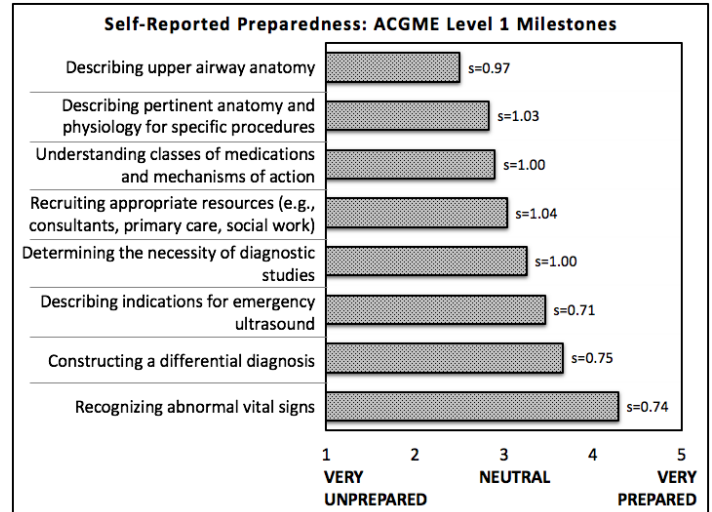 Self-Reported Preparedness: ACGME Level 1 Milestones
Describing upper airway anatomy
s=0.97
Describing pertinent anatomy and
physiology for specific procedures
s=1.03
Understanding classes of medications
and mechanisms of action
s=1.00
Recruiting appropriate resources (e.g.,
consultants, primary care, social work)
s=1.04
Determining the necessity of diagnostic
studies
s=1.00
Describing indications for emergency
ultrasound
s=0.71
Constructing a differential diagnosis
s=0.75
Recognizing abnormal vital signs
s=0.74
1 2 3 4 5
VERY NEUTRAL VERY
UNPREPARED PREPARED